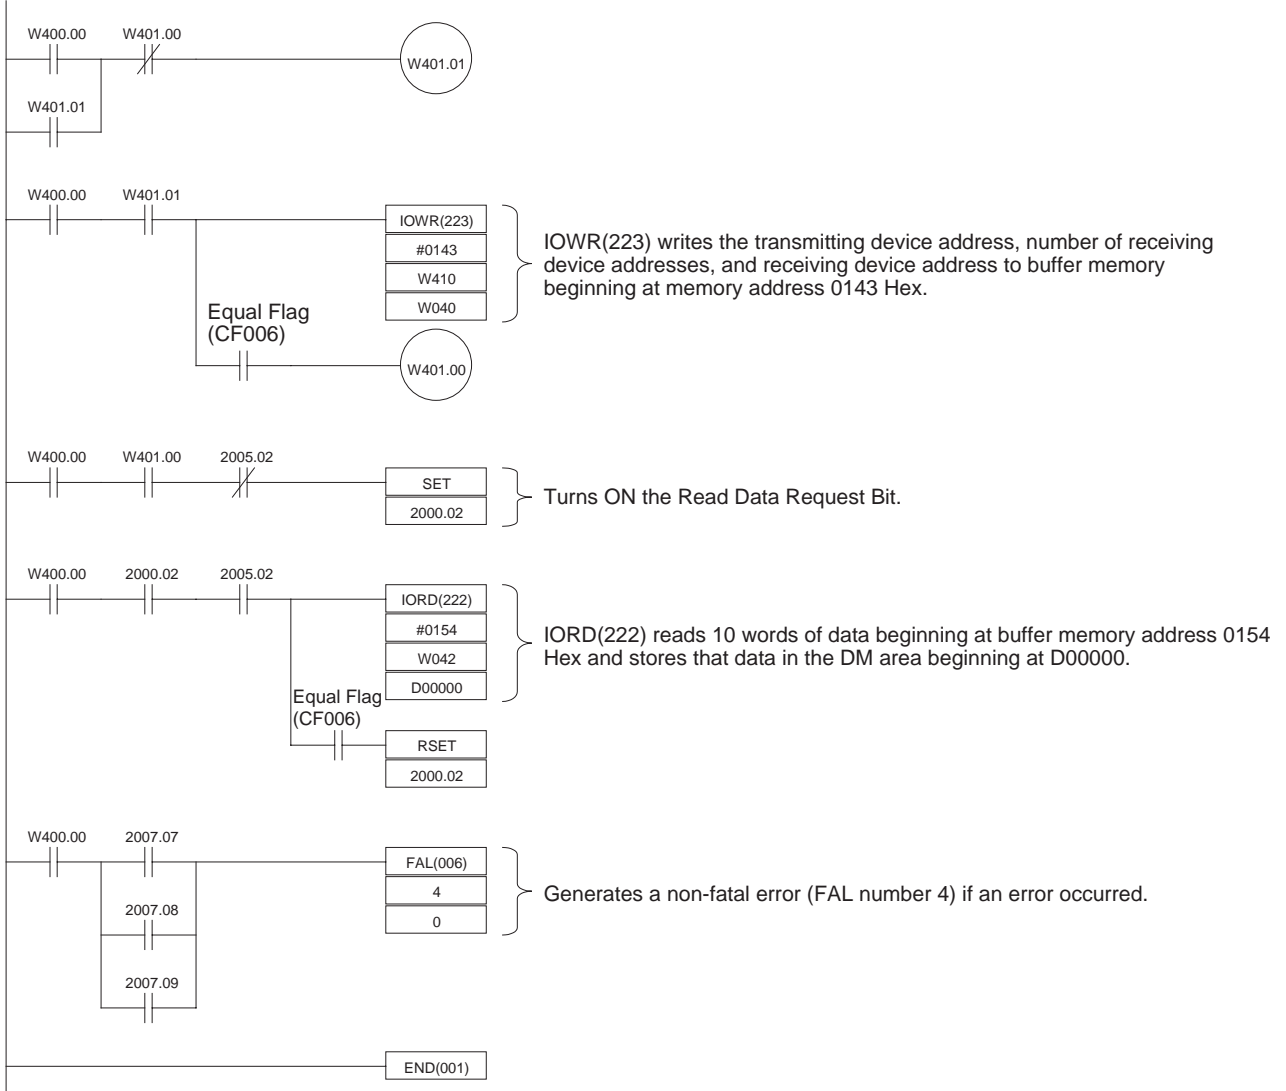 W400.00 W401.00
W401.01
W401.01
W400.00 W401.01
IOWR(223)
#0143
W410
W040
IOWR(223) writes the transmitting device address, number of receiving
device addresses, and receiving device address to buffer memory
beginning at memory address 0143 Hex.
Equal Flag
(CF006)
W401.00
W400.00 W401.00 2005.02
SET
2000.02
Turns ON the Read Data Request Bit.
W400.00 2000.02 2005.02
IORD(222)
#0154
W042
D00000
IORD(222) reads 10 words of data beginning at buffer memory address 0154
Hex and stores that data in the DM area beginning at D00000.
Equal Flag
(CF006)
RSET
2000.02
W400.00 2007.07
FAL(006)
4
0
Generates a non-fatal error (FAL number 4) if an error occurred.
2007.08
2007.09
END(001)